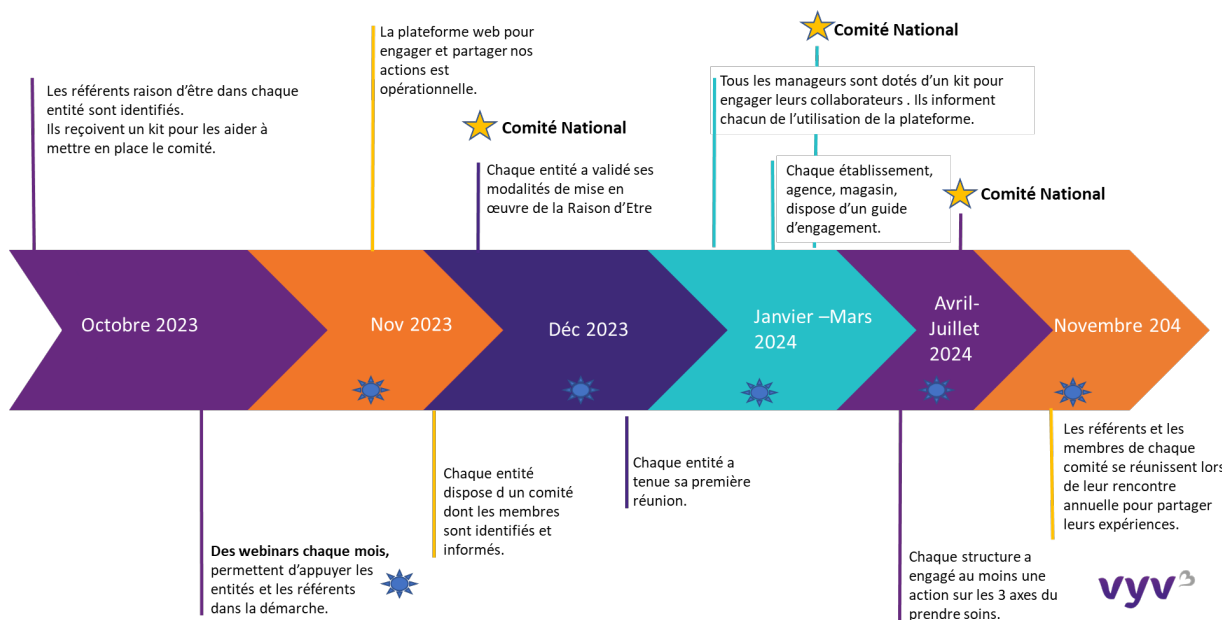 Les référents raison d'être dans chaque
entité sont identifiés.
Ils reçoivent un kit pour les aider à
mettre en place le comité.
La plateforme web pour
engager et partager nos
actions est
opérationnelle.
Comité National
Chaque entité a validé ses
modalités de mise en
œuvre de la Raison d'Etre
Comité National
Tous les manageurs sont dotés d'un kit pour
engager leurs collaborateurs . Ils informent
chacun de l'utilisation de la plateforme.
Chaque établissement,
agence, magasin,
dispose d'un guide
d'engagement.
Comité National
Octobre 2023
Nov 2023
Déc 2023
Janvier –Mars
2024
Avril-
Juillet
2024
Novembre 204
Des webinars chaque mois,
permettent d'appuyer les
entités et les référents
dans la démarche.
Chaque entité
dispose d un comité
dont les membres
sont identifiés et
informés.
Chaque entité a
tenue sa première
réunion.
Chaque structure a
engagé au moins une
action sur les 3 axes du
prendre soins.
Les référents et les
membres de chaque
comité se réunissent lors
de leur rencontre
annuelle pour partager
leurs expériences.
vyv3